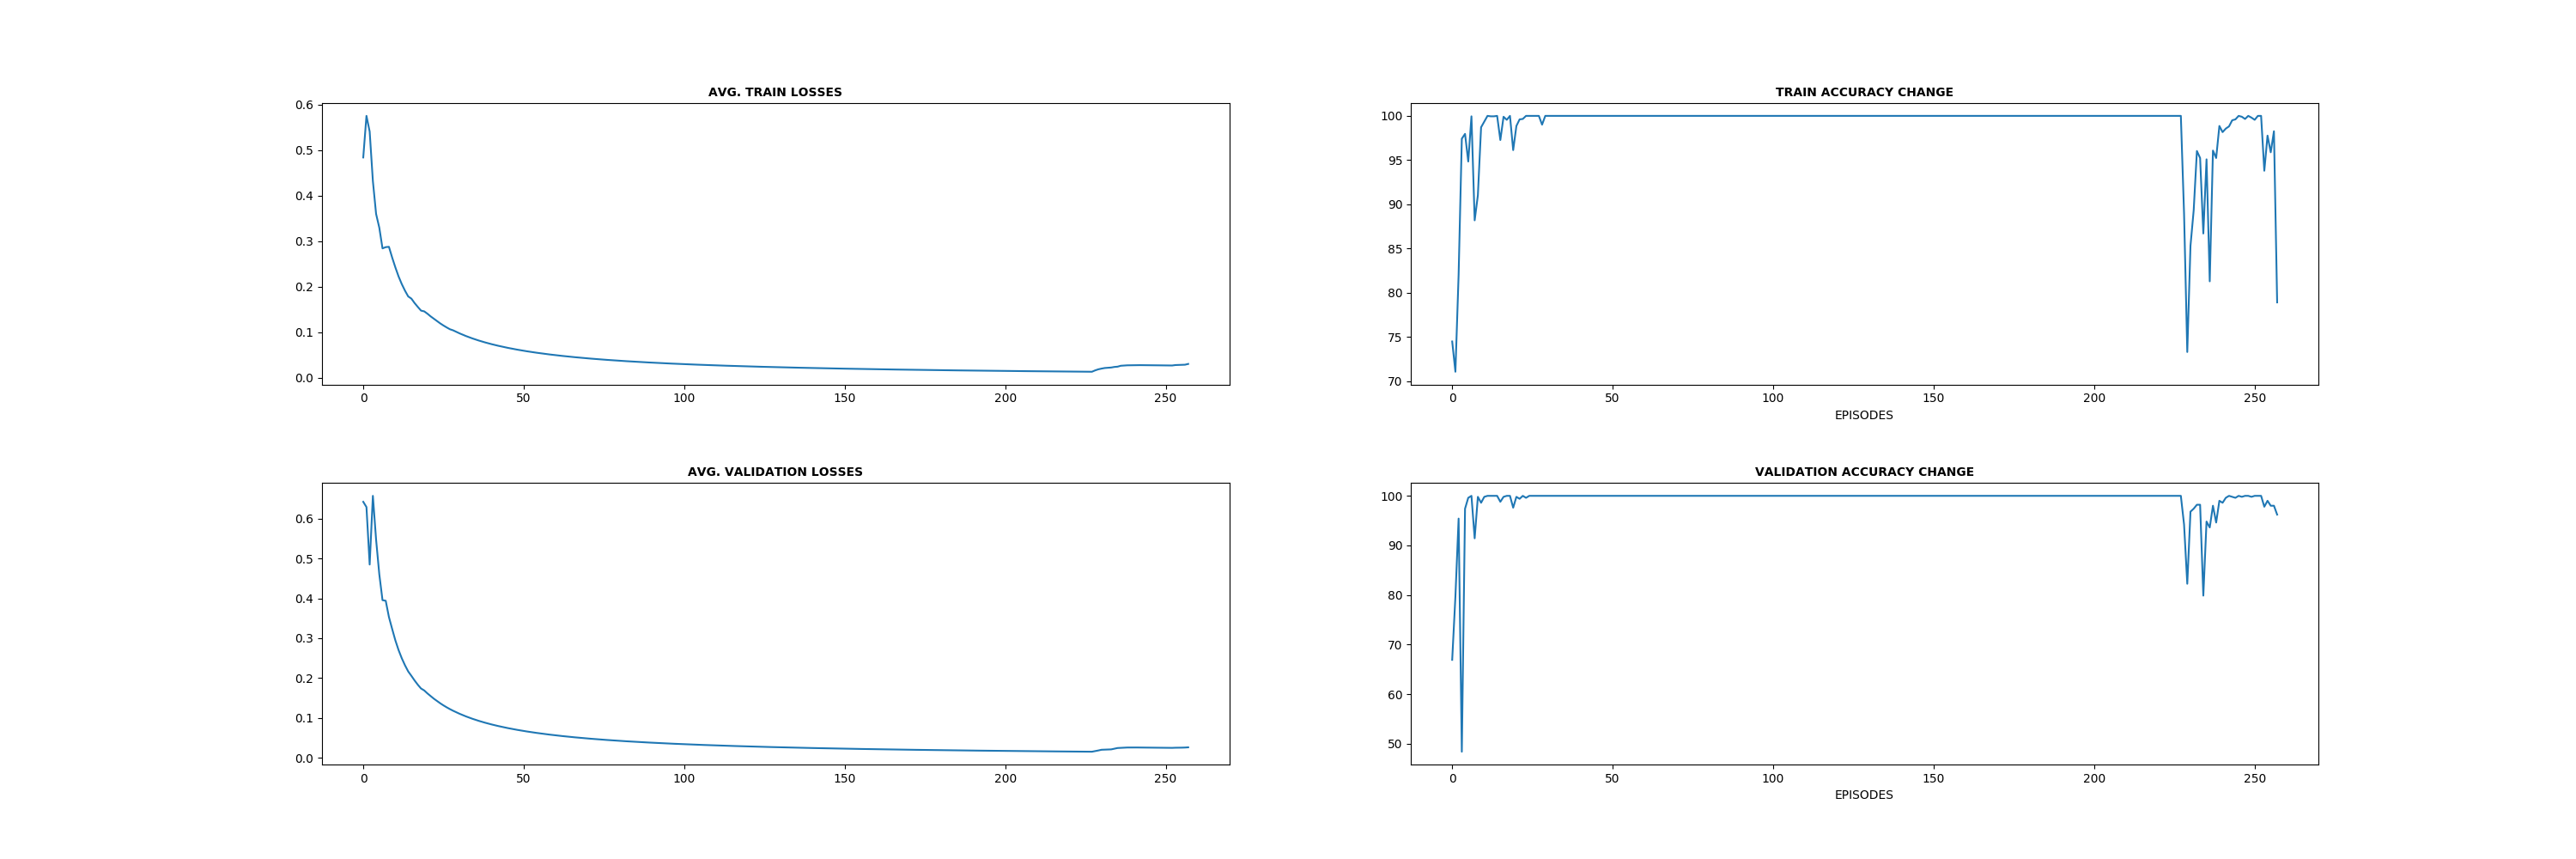 AVG. TRAIN LOSSES
0.6
0.5
0.4
0.3
0.2
0.1
0.0
0 50 100 150 200 250
TRAIN ACCURACY CHANGE
100
95
90
85
80
75
70
0 50 100 150 200 250
EPISODES
AVG. VALIDATION LOSSES
0.6
0.5
0.4
0.3
0.2
0.1
0.0
0 50 100 150 200 250
VALIDATION ACCURACY CHANGE
100
90
80
70
60
50
0 50 100 150 200 250
EPISODES